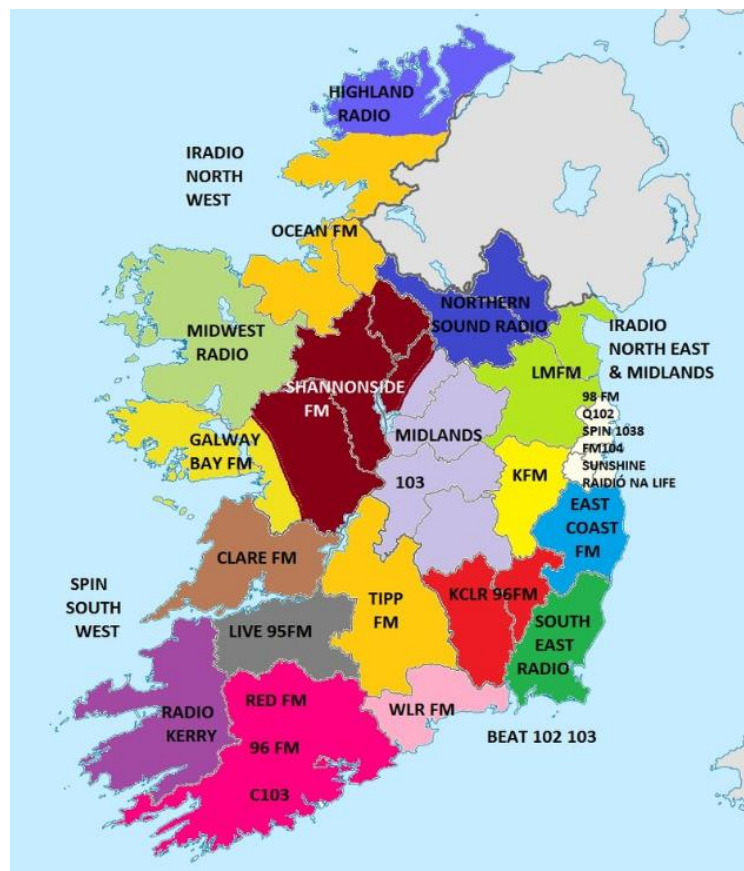 HIGHLAND
RADIO
IRADIO
NORTH
WEST
OCEAN FM
NORTHERN
SOUND RADIO
MIDWEST
RADIO
IRADIO
NORTH EAST
& MIDLANDS
LMFM
SHANNONSIDE
FM
98 FM
Q102
SPIN 1038
FM104
SUNSHINE
RAIDIÓ NA LIFE
MIDLANDS
103
GALWAY
BAY FM
KFM
EAST
COAST
FM
CLARE FM
SPIN
SOUTH
WEST
TIPP
FM
KCLR 96FM
LIVE 95FM
SOUTH
EAST
RADIO
RADIO
KERRY
RED FM
96 FM
C103
WLR FM
BEAT 102 103